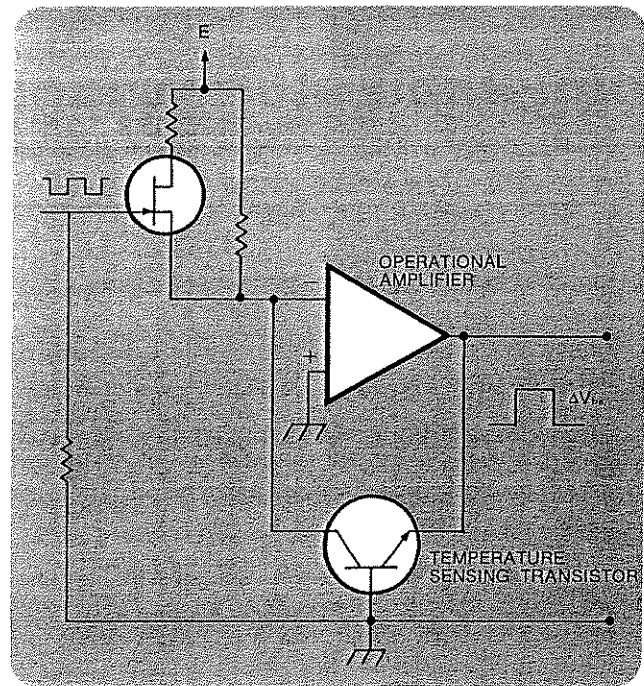 E
OPERATIONAL
AMPLIFIER
−
+
TEMPERATURE
SENSING TRANSISTOR